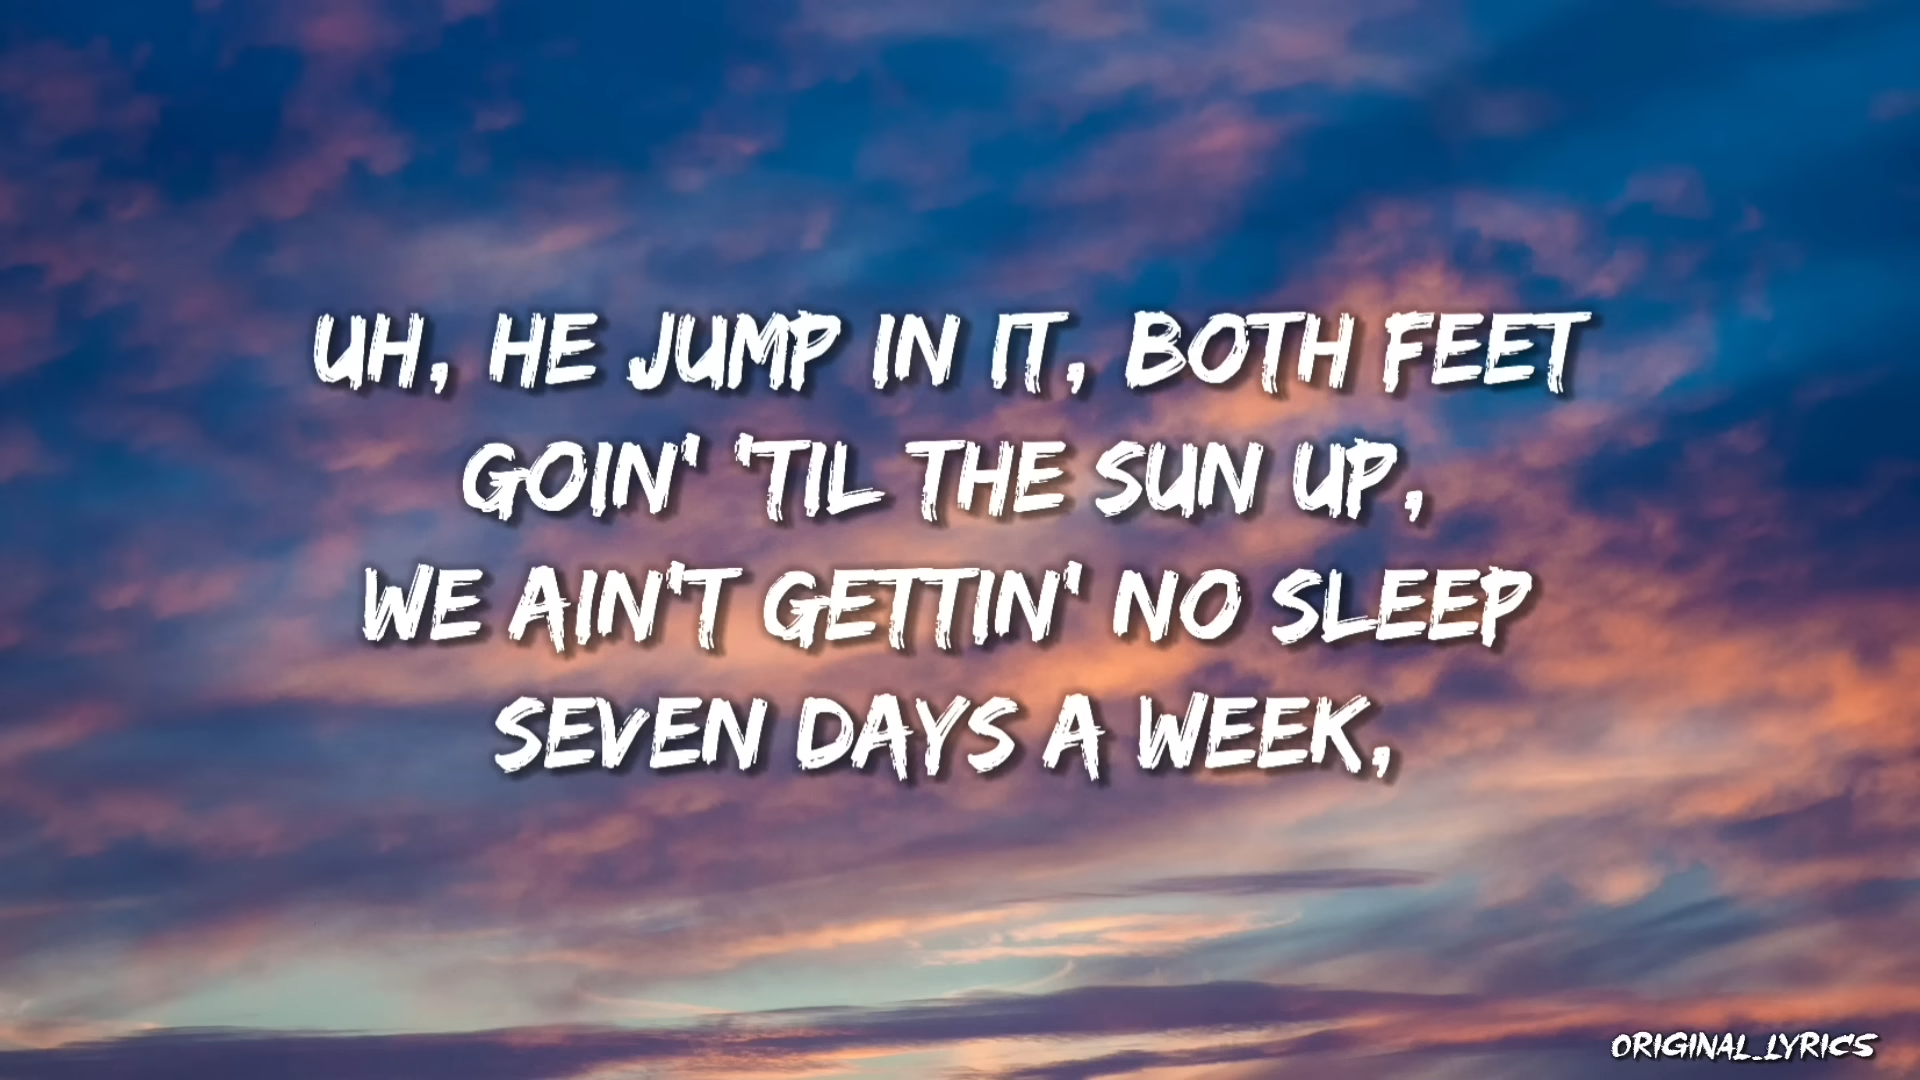 UH, HE JUMP IN IT, BOTH FEET
GOIN' 'TIL THE SUN UP,
WE AIN'T GETTIN' NO SLEEP
SEVEN DAYS A WEEK,
ORIGINAL_LYRICS